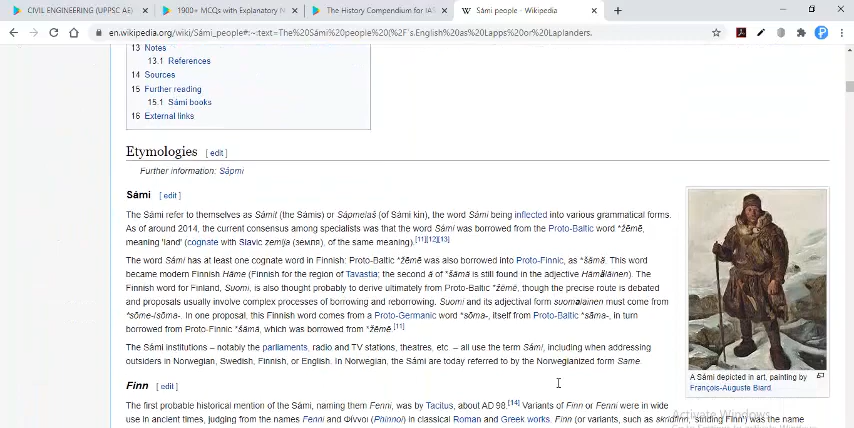 CIVIL ENGINEERING (UPPSC AE)
1900+ MCQs with Explanatory N
The History Compendium for IAS
Sámi people - Wikipedia
en.wikipedia.org/wiki/Sámi_people#:~:text=The%20Sámi%20people%20(%2F`s.English%20as%20Lapps%20or%20Laplanders.
13 Notes
13.1 References
14 Sources
15 Further reading
15.1 Sámi books
16 External links
Etymologies [ edit ]
Further information: Sápmi
Sámi [ edit ]
The Sámi refer to themselves as Sámit (the Sámis) or Sápmelaš (of Sámi kin), the word Sámi being inflected into various grammatical forms.
As of around 2014, the current consensus among specialists was that the word Sámi was borrowed from the Proto-Baltic word *žēmē,
meaning 'land' (cognate with Slavic zemlja (земля), of the same meaning).[11][12][13]
The word Sámi has at least one cognate word in Finnish: Proto-Baltic *žēmē was also borrowed into Proto-Finnic, as *šämä. This word
became modern Finnish Häme (Finnish for the region of Tavastia; the second ä of *šämä is still found in the adjective Hämäläinen). The
Finnish word for Finland, Suomi, is also thought probably to derive ultimately from Proto-Baltic *žēmē, though the precise route is debated
and proposals usually involve complex processes of borrowing and reborrowing. Suomi and its adjectival form suomalainen must come from
*sōme-/sōma-. In one proposal, this Finnish word comes from a Proto-Germanic word *sōma-, itself from Proto-Baltic *sāma-, in turn
borrowed from Proto-Finnic *šämä, which was borrowed from *žēmē.[11]
The Sámi institutions – notably the parliaments, radio and TV stations, theatres, etc. – all use the term Sámi, including when addressing
outsiders in Norwegian, Swedish, Finnish, or English. In Norwegian, the Sámi are today referred to by the Norwegianized form Same.
A Sámi depicted in art, painting by
François-Auguste Biard
Finn [ edit ]
The first probable historical mention of the Sámi, naming them Fenni, was by Tacitus, about AD 98.[14] Variants of Finn or Fenni were in wide
use in ancient times, judging from the names Fenni and Φίννοι (Phinnoi) in classical Roman and Greek works. Finn (or variants, such as skridfinn, 'striding Finn') was the name
Activate Windows